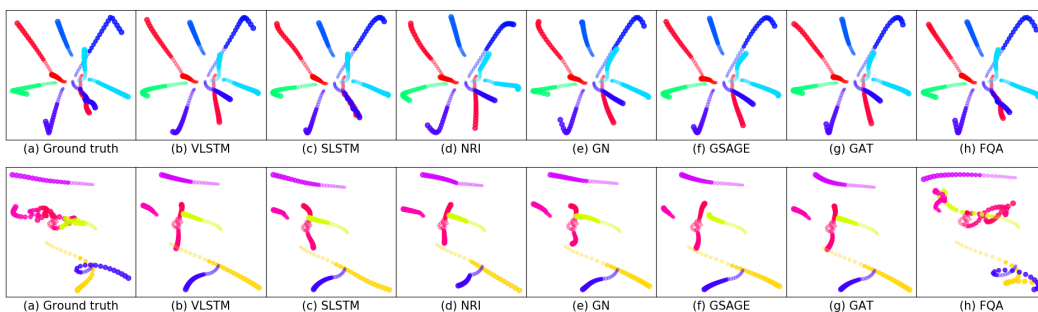 (a) Ground truth (b) VLSTM (c) SLSTM (d) NRI (e) GN (f) GSAGE (g) GAT (h) FQA
(a) Ground truth (b) VLSTM (c) SLSTM (d) NRI (e) GN (f) GSAGE (g) GAT (h) FQA